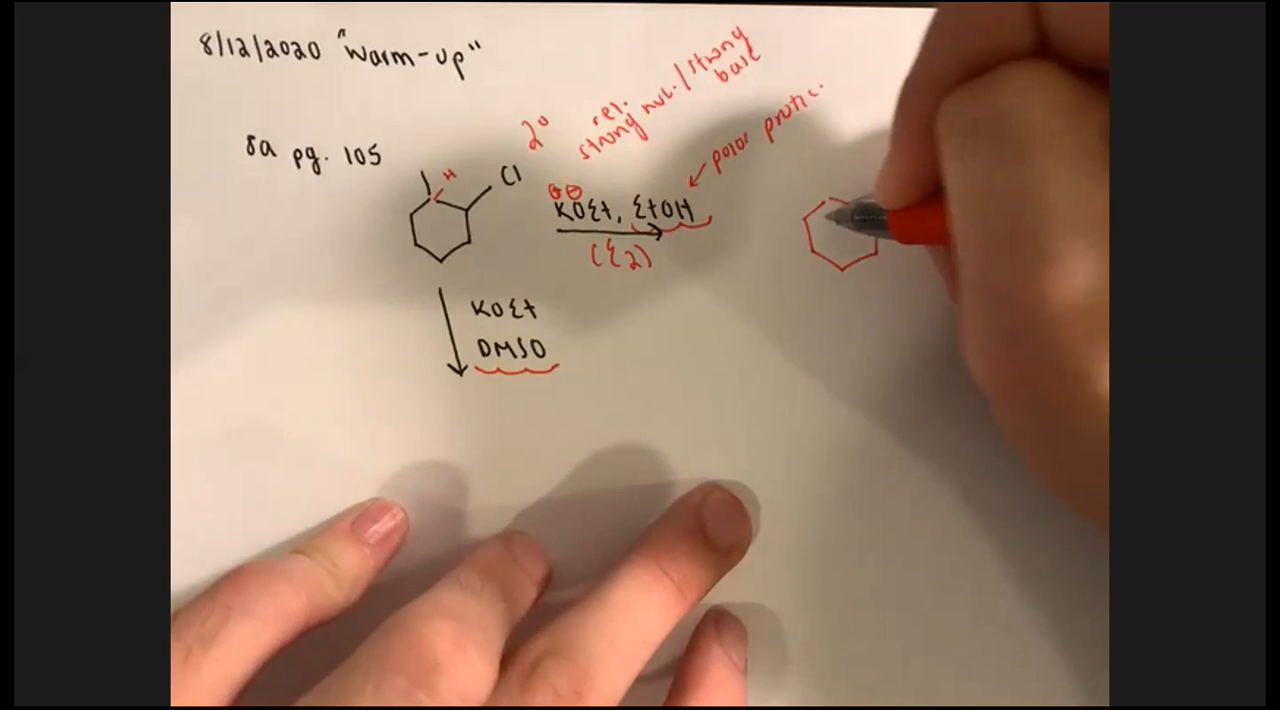 8/12/2020 "Warm-up"
8a pg. 105
H
Cl
2°
rel.
strong nuc./strong
base
polar protic.
⊕ ⊖
KOEt, EtOH
(E2)
KOEt
DMSO